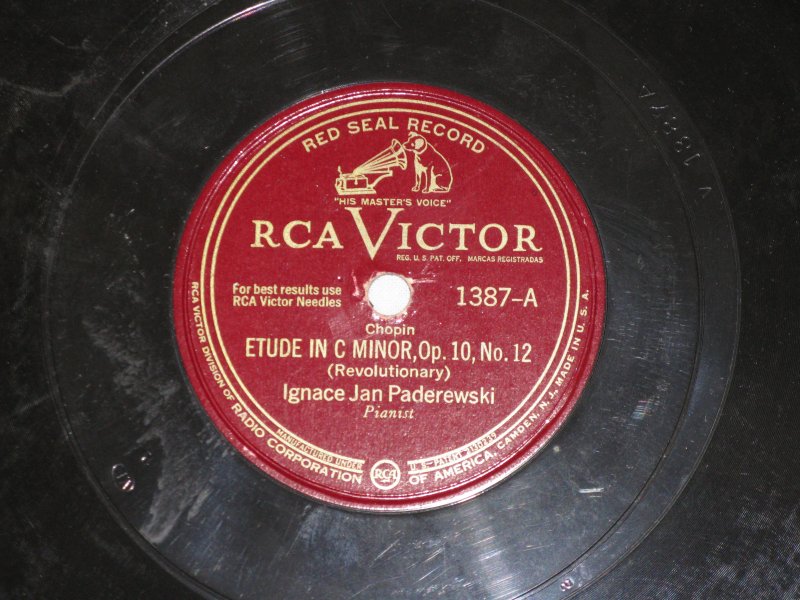 RED SEAL RECORD
"HIS MASTER'S VOICE"
RCA VICTOR
REG. U. S. PAT. OFF. MARCAS REGISTRADAS
For best results use
RCA Victor Needles
1387-A
Chopin
ETUDE IN C MINOR, Op. 10, No. 12
(Revolutionary)
Ignace Jan Paderewski
Pianist
MANUFACTURED UNDER
RCA
U. S. PATENT
RCA VICTOR DIVISION OF RADIO CORPORATION OF AMERICA, CAMDEN, N. J., MADE IN U. S. A.